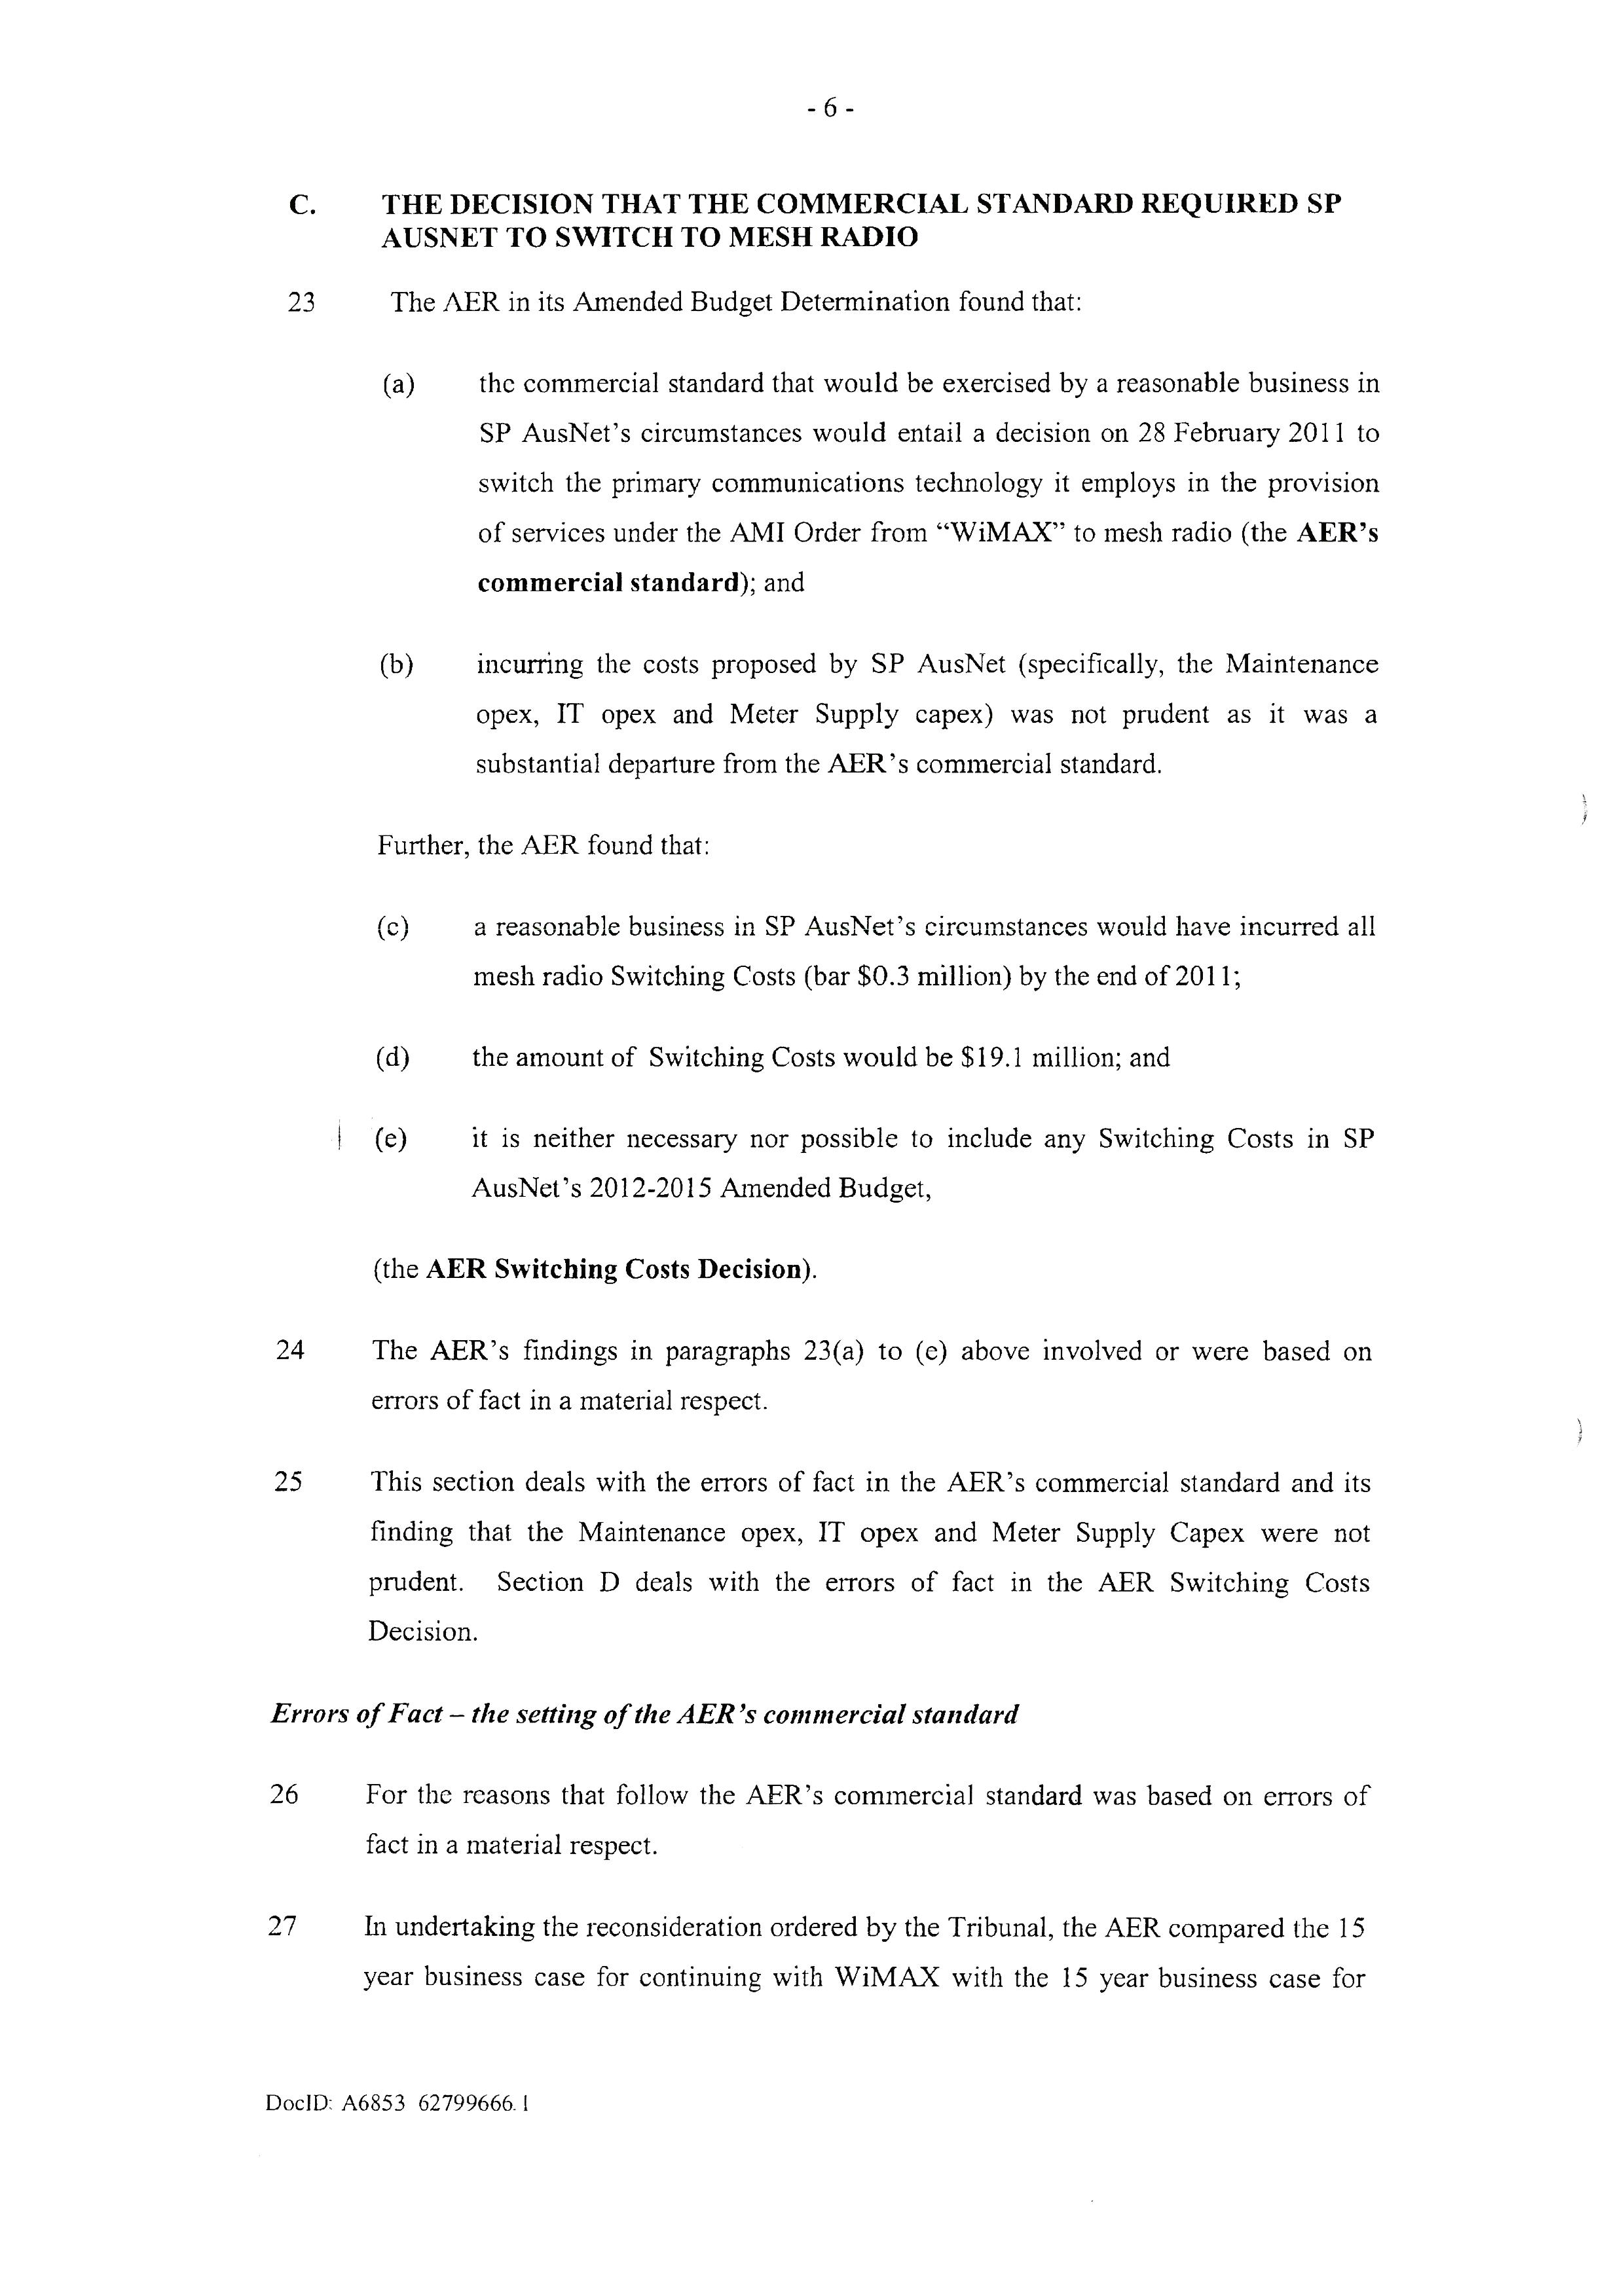 - 6 -
C. THE DECISION THAT THE COMMERCIAL STANDARD REQUIRED SP
AUSNET TO SWITCH TO MESH RADIO
23 The AER in its Amended Budget Determination found that:
(a) the commercial standard that would be exercised by a reasonable business in
SP AusNet's circumstances would entail a decision on 28 February 2011 to
switch the primary communications technology it employs in the provision
of services under the AMI Order from “WiMAX” to mesh radio (the AER's
commercial standard); and
(b) incurring the costs proposed by SP AusNet (specifically, the Maintenance
opex, IT opex and Meter Supply capex) was not prudent as it was a
substantial departure from the AER's commercial standard.
Further, the AER found that:
(c) a reasonable business in SP AusNet's circumstances would have incurred all
mesh radio Switching Costs (bar $0.3 million) by the end of 2011;
(d) the amount of Switching Costs would be $19.1 million; and
(e) it is neither necessary nor possible to include any Switching Costs in SP
AusNet's 2012-2015 Amended Budget,
(the AER Switching Costs Decision).
24 The AER's findings in paragraphs 23(a) to (e) above involved or were based on
errors of fact in a material respect.
25 This section deals with the errors of fact in the AER's commercial standard and its
finding that the Maintenance opex, IT opex and Meter Supply Capex were not
prudent. Section D deals with the errors of fact in the AER Switching Costs
Decision.
Errors of Fact – the setting of the AER's commercial standard
26 For the reasons that follow the AER's commercial standard was based on errors of
fact in a material respect.
27 In undertaking the reconsideration ordered by the Tribunal, the AER compared the 15
year business case for continuing with WiMAX with the 15 year business case for
DocID: A6853 62799666.1